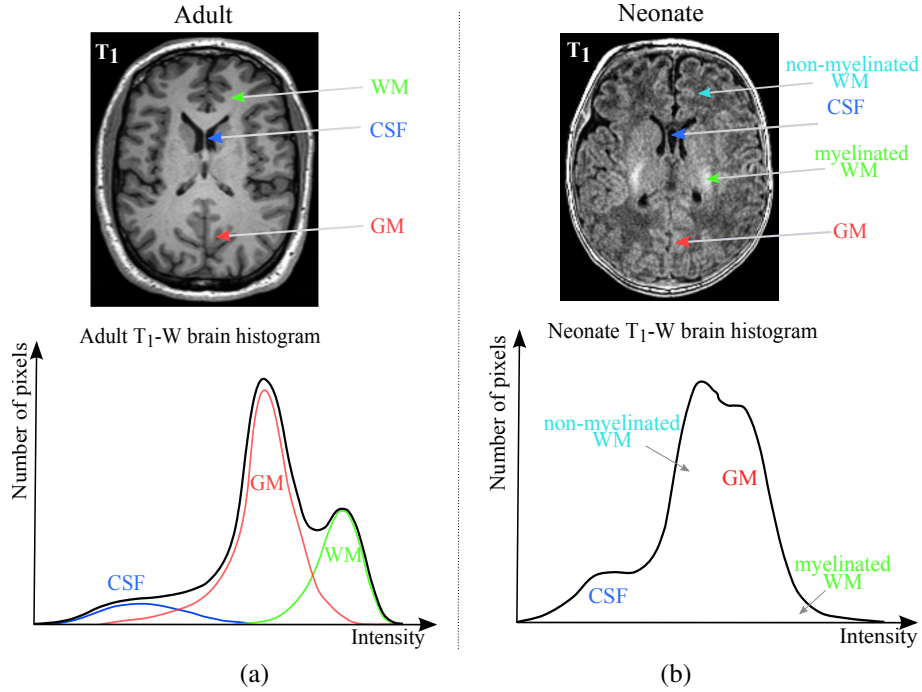 Adult
T1
WM
CSF
GM
Adult T1-W brain histogram
Number of pixels
GM
WM
CSF
Intensity
(a)
Neonate
T1
non-myelinated
WM
CSF
myelinated
WM
GM
Neonate T1-W brain histogram
Number of pixels
non-myelinated
WM
GM
CSF
myelinated
WM
Intensity
(b)